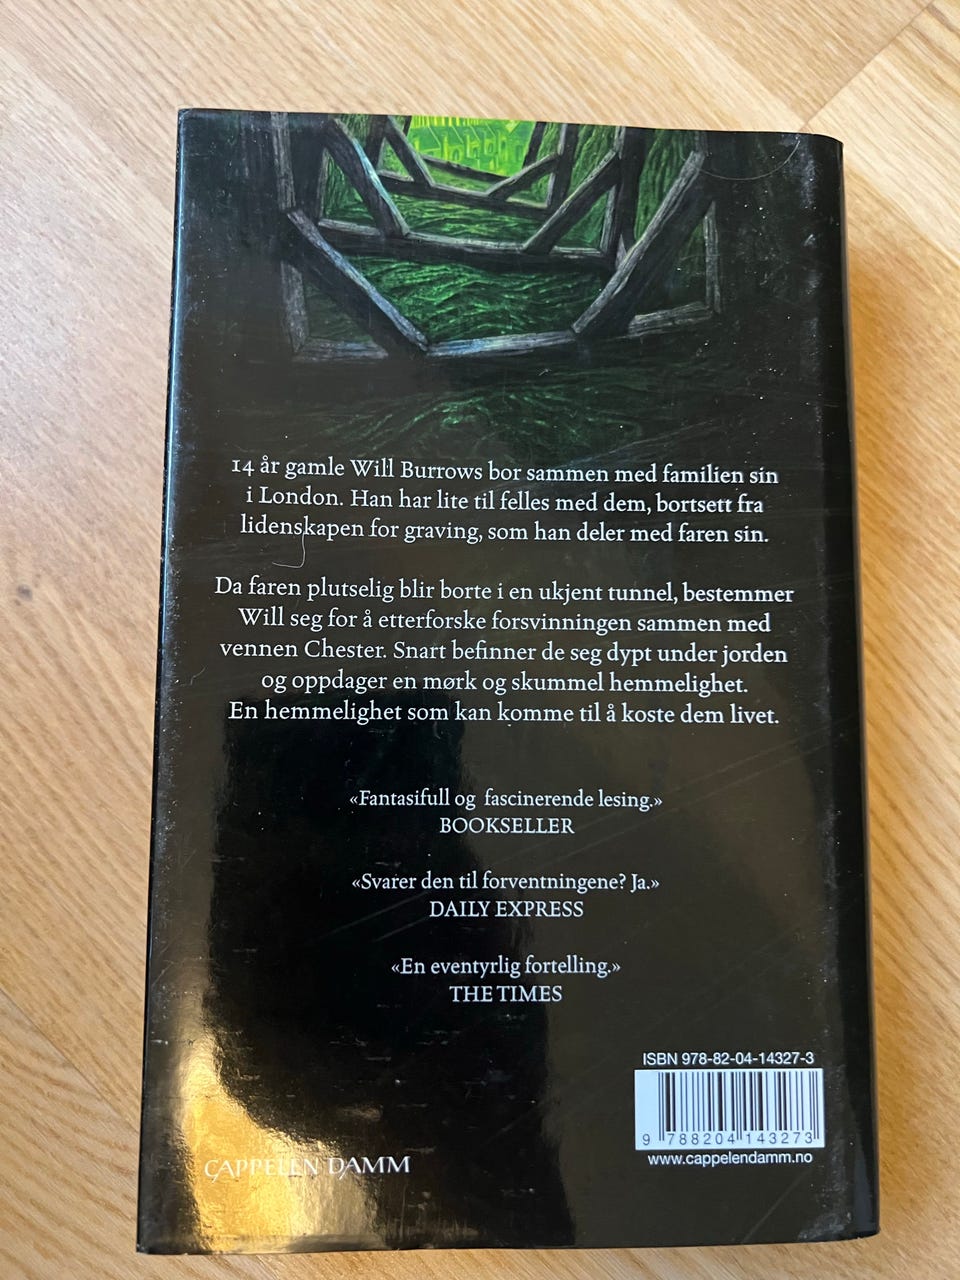 14 år gamle Will Burrows bor sammen med familien sin
i London. Han har lite til felles med dem, bortsett fra
lidenskapen for graving, som han deler med faren sin.
Da faren plutselig blir borte i en ukjent tunnel, bestemmer
Will seg for å etterforske forsvinningen sammen med
vennen Chester. Snart befinner de seg dypt under jorden
og oppdager en mørk og skummel hemmelighet.
En hemmelighet som kan komme til å koste dem livet.
«Fantasifull og fascinerende lesing.»
BOOKSELLER
«Svarer den til forventningene? Ja.»
DAILY EXPRESS
«En eventyrlig fortelling.»
THE TIMES
ISBN 978-82-04-14327-3
9 788204 143273
www.cappelendamm.no
CAPPELEN DAMM